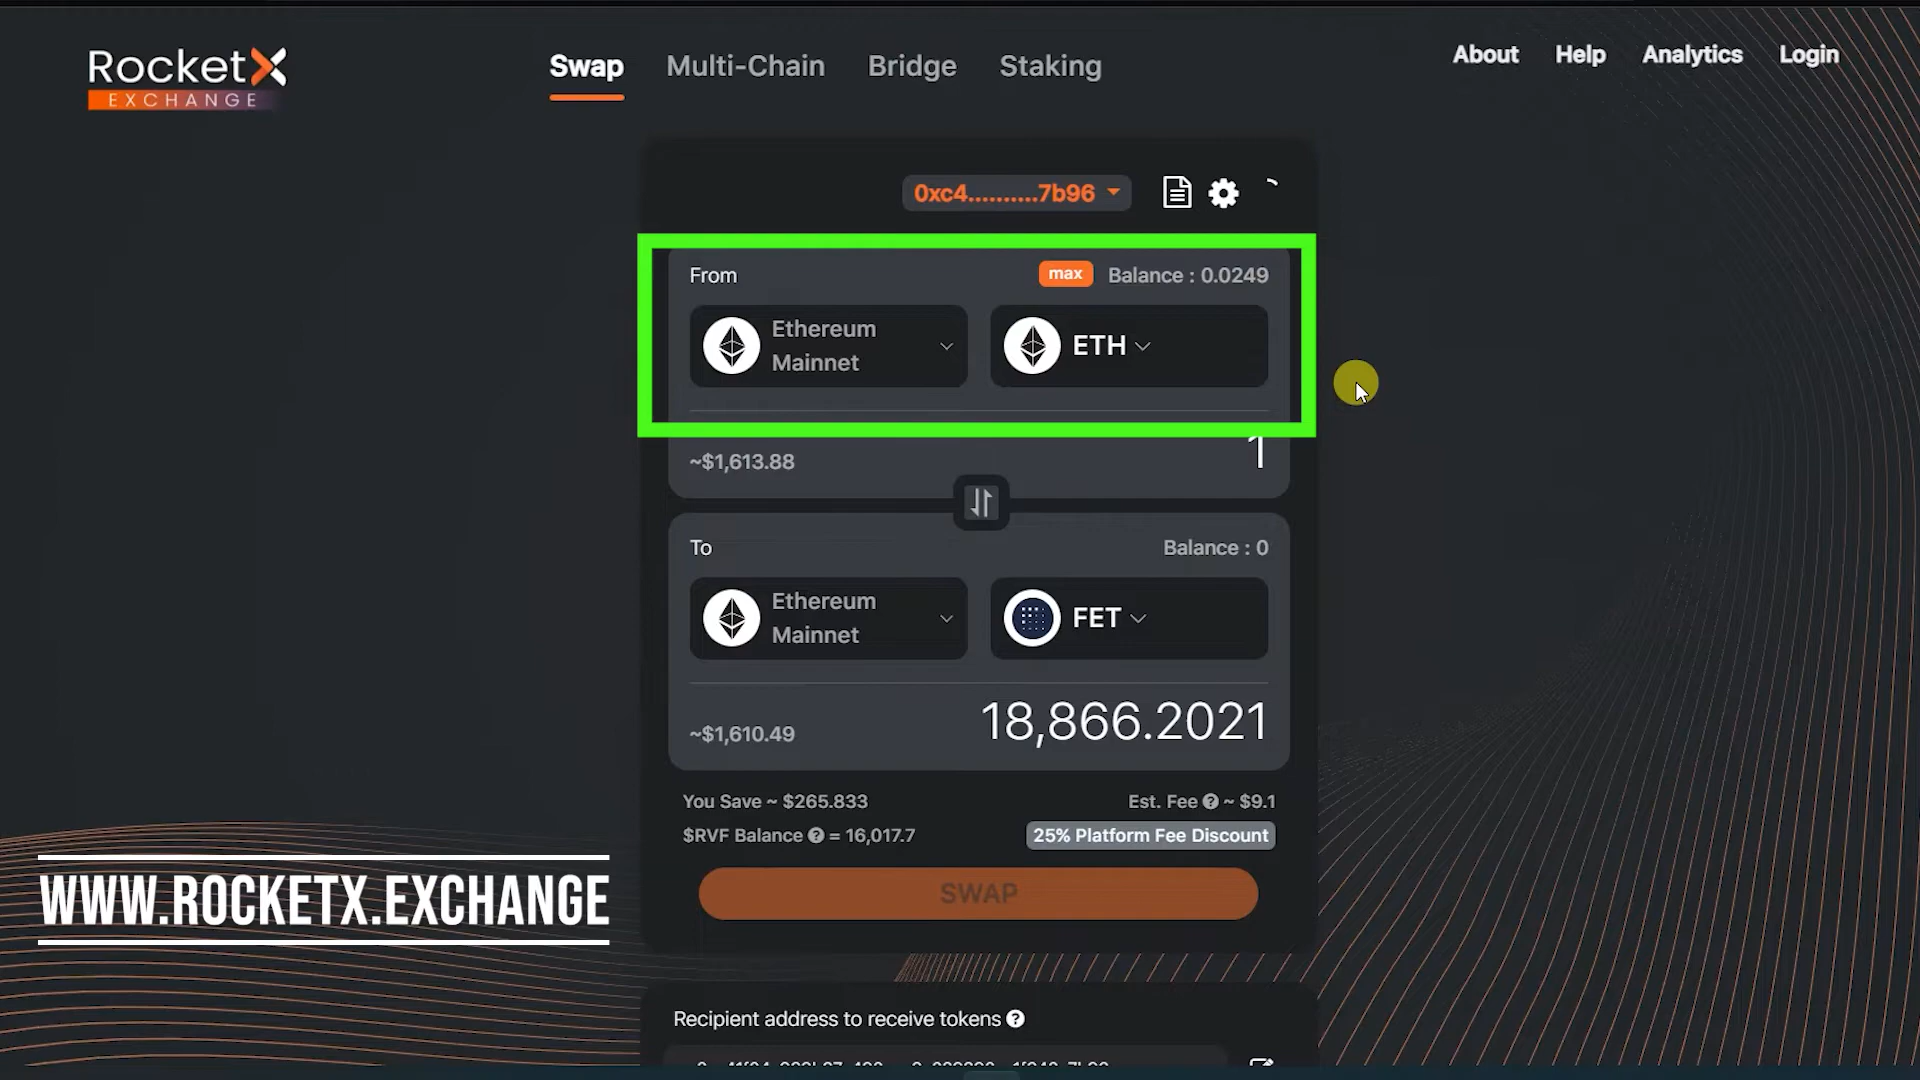 RocketX
EXCHANGE
Swap
Multi-Chain
Bridge
Staking
About
Help
Analytics
Login
0xc4..........7b96
From
max
Balance : 0.0249
Ethereum
Mainnet
ETH
~$1,613.88
1
To
Balance : 0
Ethereum
Mainnet
FET
~$1,610.49
18,866.2021
You Save ~ $265.833
Est. Fee ? ~ $9.1
$RVF Balance ? = 16,017.7
25% Platform Fee Discount
SWAP
WWW.ROCKETX.EXCHANGE
Recipient address to receive tokens ?